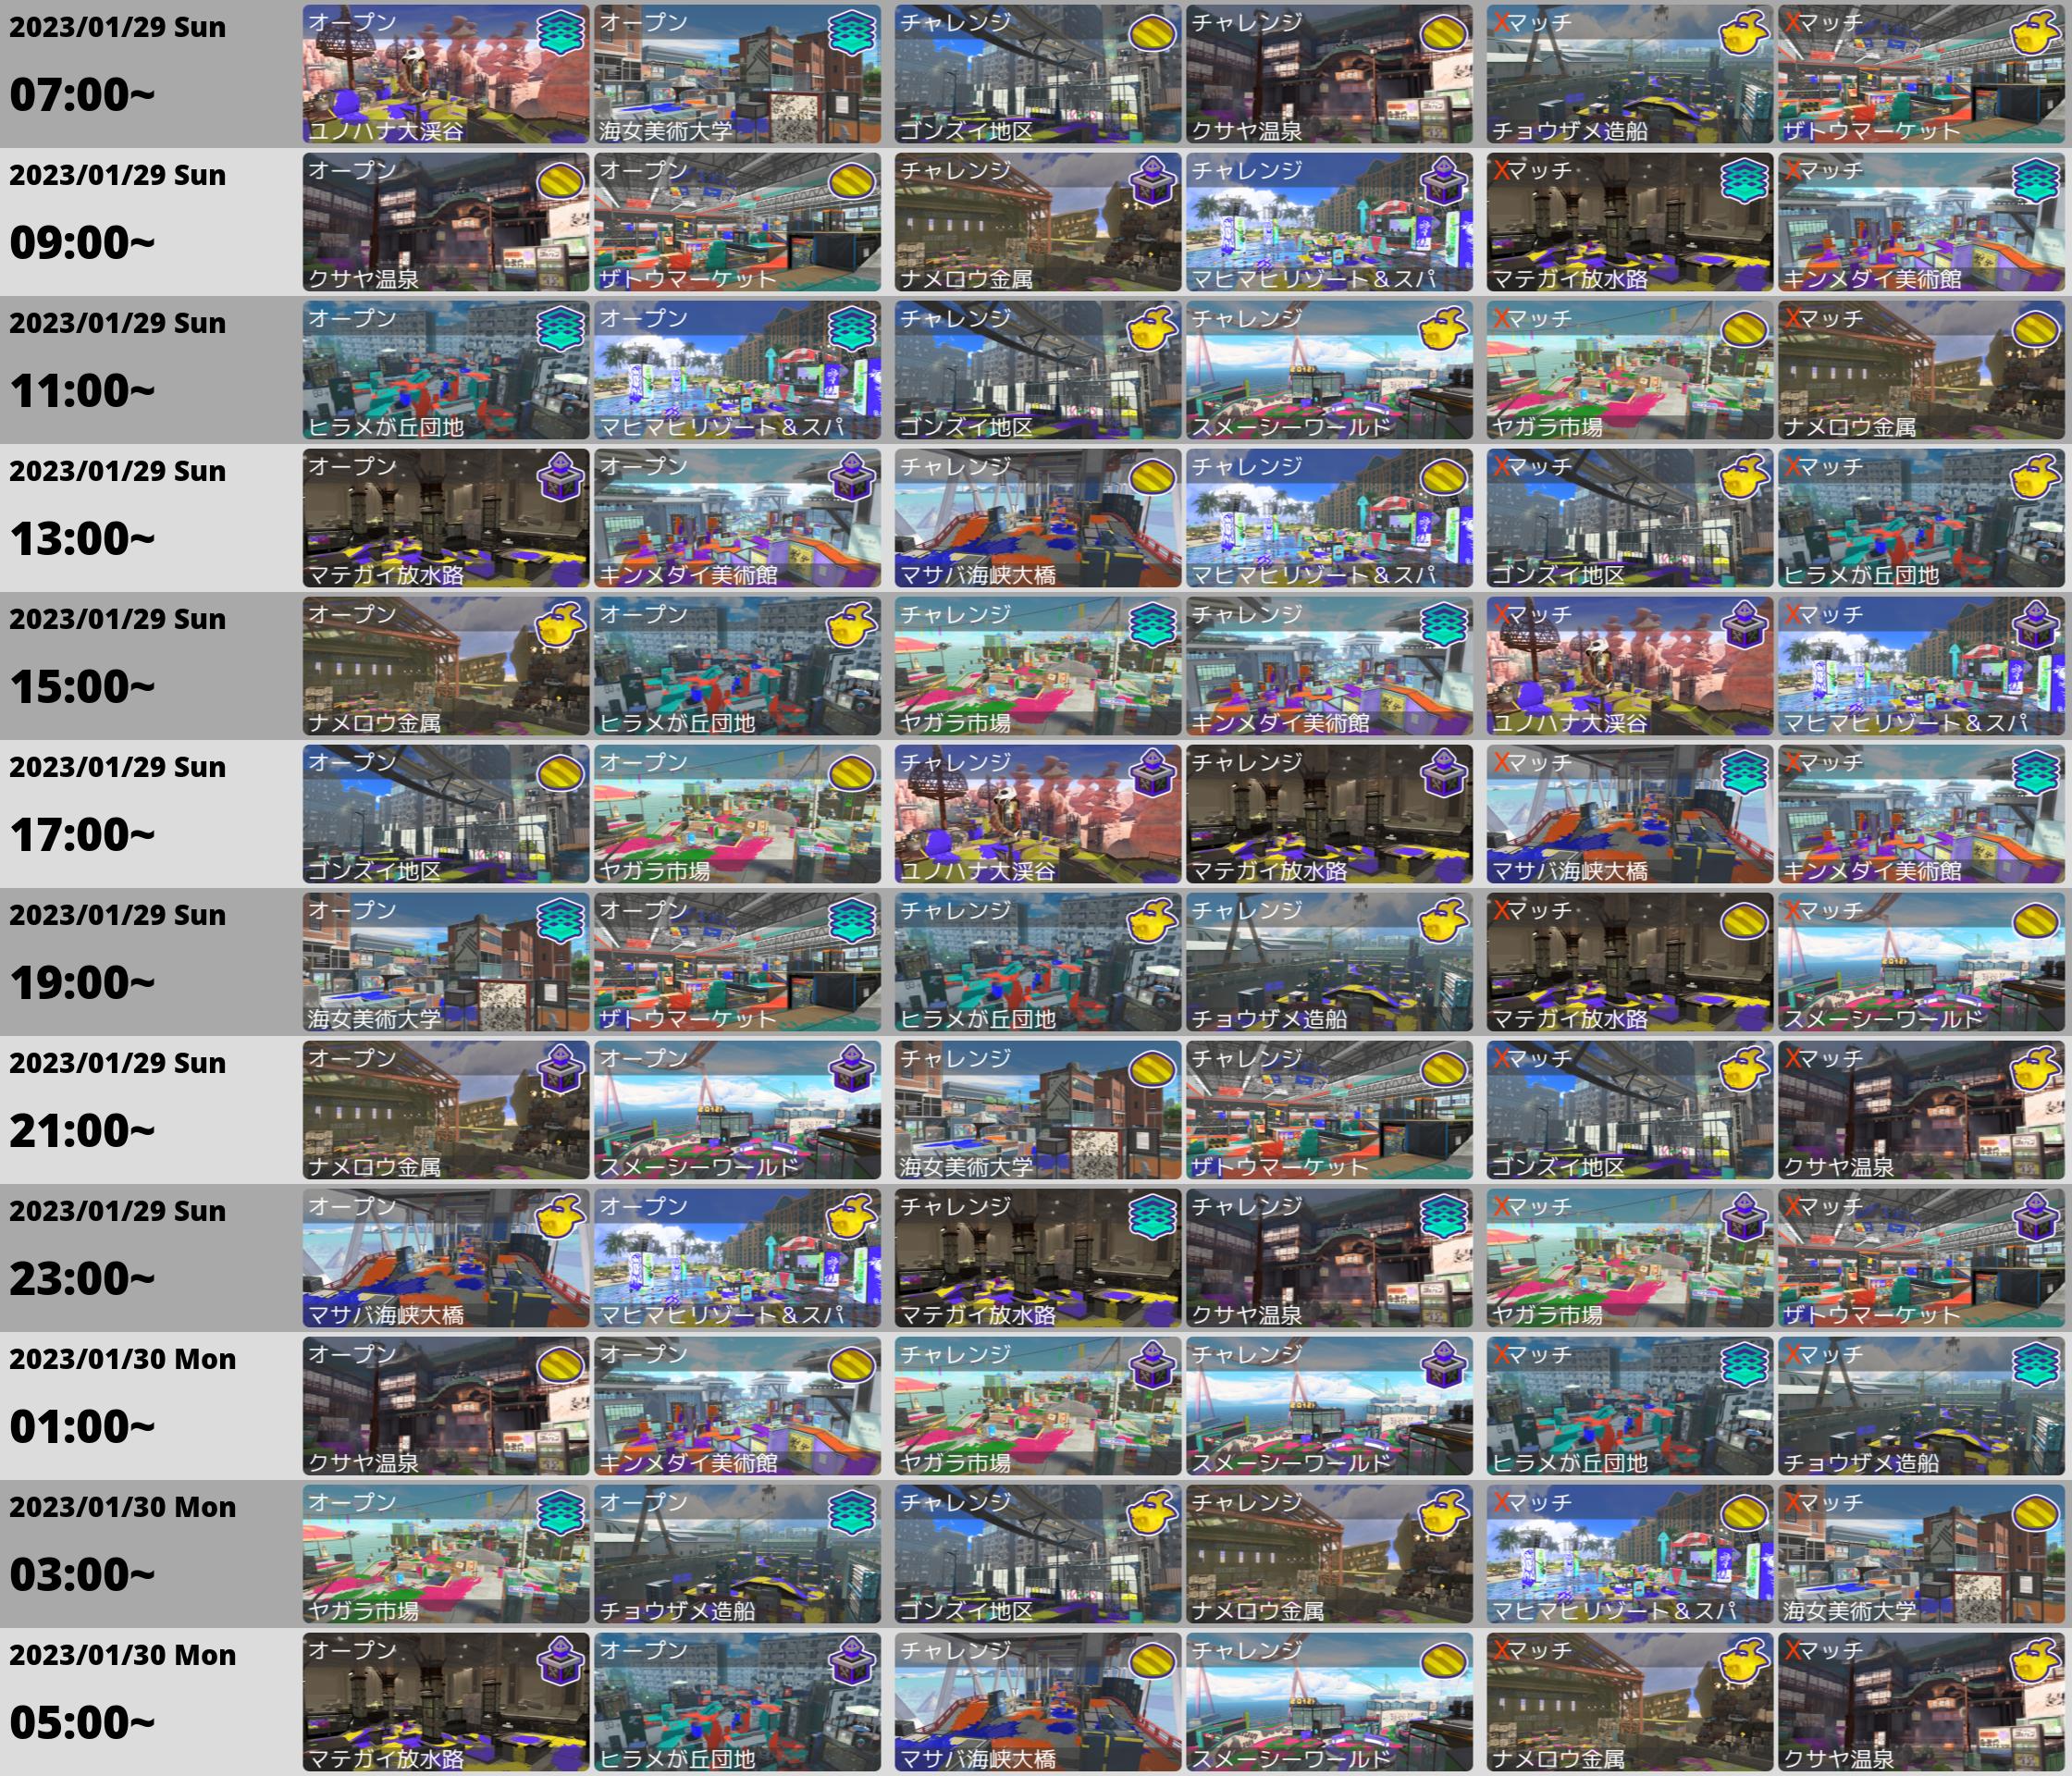 2023/01/29 Sun
07:00~
オープン オープン チャレンジ チャレンジ Xマッチ Xマッチ
ユノハナ大渓谷 海女美術大学 ゴンズイ地区 クサヤ温泉 チョウザメ造船 ザトウマーケット
2023/01/29 Sun
09:00~
オープン オープン チャレンジ チャレンジ Xマッチ Xマッチ
クサヤ温泉 ザトウマーケット ナメロウ金属 マヒマヒリゾート＆スパ マテガイ放水路 キンメダイ美術館
2023/01/29 Sun
11:00~
オープン オープン チャレンジ チャレンジ Xマッチ Xマッチ
ヒラメが丘団地 マヒマヒリゾート＆スパ ゴンズイ地区 スメーシーワールド ヤガラ市場 ナメロウ金属
2023/01/29 Sun
13:00~
オープン オープン チャレンジ チャレンジ Xマッチ Xマッチ
マテガイ放水路 キンメダイ美術館 マサバ海峡大橋 マヒマヒリゾート＆スパ ゴンズイ地区 ヒラメが丘団地
2023/01/29 Sun
15:00~
オープン オープン チャレンジ チャレンジ Xマッチ Xマッチ
ナメロウ金属 ヒラメが丘団地 ヤガラ市場 キンメダイ美術館 ユノハナ大渓谷 マヒマヒリゾート＆スパ
2023/01/29 Sun
17:00~
オープン オープン チャレンジ チャレンジ Xマッチ Xマッチ
ゴンズイ地区 ヤガラ市場 ユノハナ大渓谷 マテガイ放水路 マサバ海峡大橋 キンメダイ美術館
2023/01/29 Sun
19:00~
オープン オープン チャレンジ チャレンジ Xマッチ Xマッチ
海女美術大学 ザトウマーケット ヒラメが丘団地 チョウザメ造船 マテガイ放水路 スメーシーワールド
2023/01/29 Sun
21:00~
オープン オープン チャレンジ チャレンジ Xマッチ Xマッチ
ナメロウ金属 スメーシーワールド 海女美術大学 ザトウマーケット ゴンズイ地区 クサヤ温泉
2023/01/29 Sun
23:00~
オープン オープン チャレンジ チャレンジ Xマッチ Xマッチ
マサバ海峡大橋 マヒマヒリゾート＆スパ マテガイ放水路 クサヤ温泉 ヤガラ市場 ザトウマーケット
2023/01/30 Mon
01:00~
オープン オープン チャレンジ チャレンジ Xマッチ Xマッチ
クサヤ温泉 キンメダイ美術館 ヤガラ市場 スメーシーワールド ヒラメが丘団地 チョウザメ造船
2023/01/30 Mon
03:00~
オープン オープン チャレンジ チャレンジ Xマッチ Xマッチ
ヤガラ市場 チョウザメ造船 ゴンズイ地区 ナメロウ金属 マヒマヒリゾート＆スパ 海女美術大学
2023/01/30 Mon
05:00~
オープン オープン チャレンジ チャレンジ Xマッチ Xマッチ
マテガイ放水路 ヒラメが丘団地 マサバ海峡大橋 スメーシーワールド ナメロウ金属 クサヤ温泉